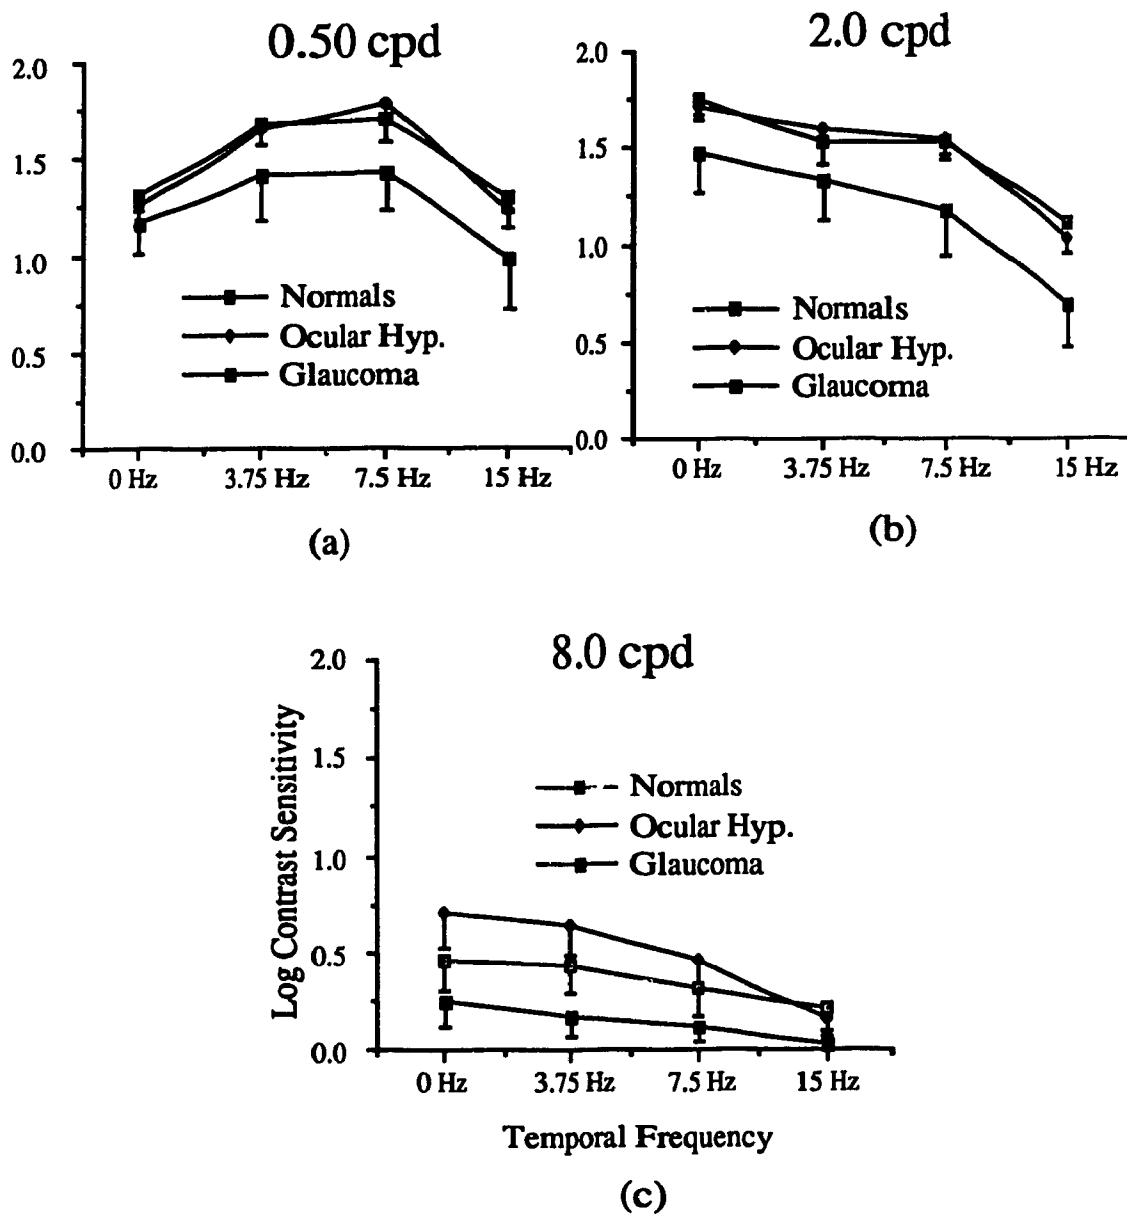 0.50 cpd
2.0
1.5
1.0
0.5
0.0
Normals
Ocular Hyp.
Glaucoma
0 Hz 3.75 Hz 7.5 Hz 15 Hz
(a)
2.0 cpd
2.0
1.5
1.0
0.5
0.0
Normals
Ocular Hyp.
Glaucoma
0 Hz 3.75 Hz 7.5 Hz 15 Hz
(b)
8.0 cpd
Log Contrast Sensitivity
2.0
1.5
1.0
0.5
0.0
Normals
Ocular Hyp.
Glaucoma
0 Hz 3.75 Hz 7.5 Hz 15 Hz
Temporal Frequency
(c)